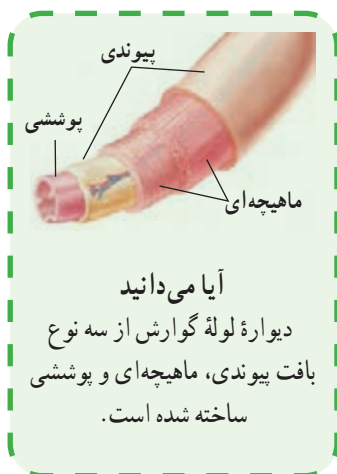 پیوندی
پوششی
ماهیچه‌ای
آیا می‌دانید
دیوارهٔ لولهٔ گوارش از سه نوع
بافت پیوندی، ماهیچه‌ای و پوششی
ساخته شده است.